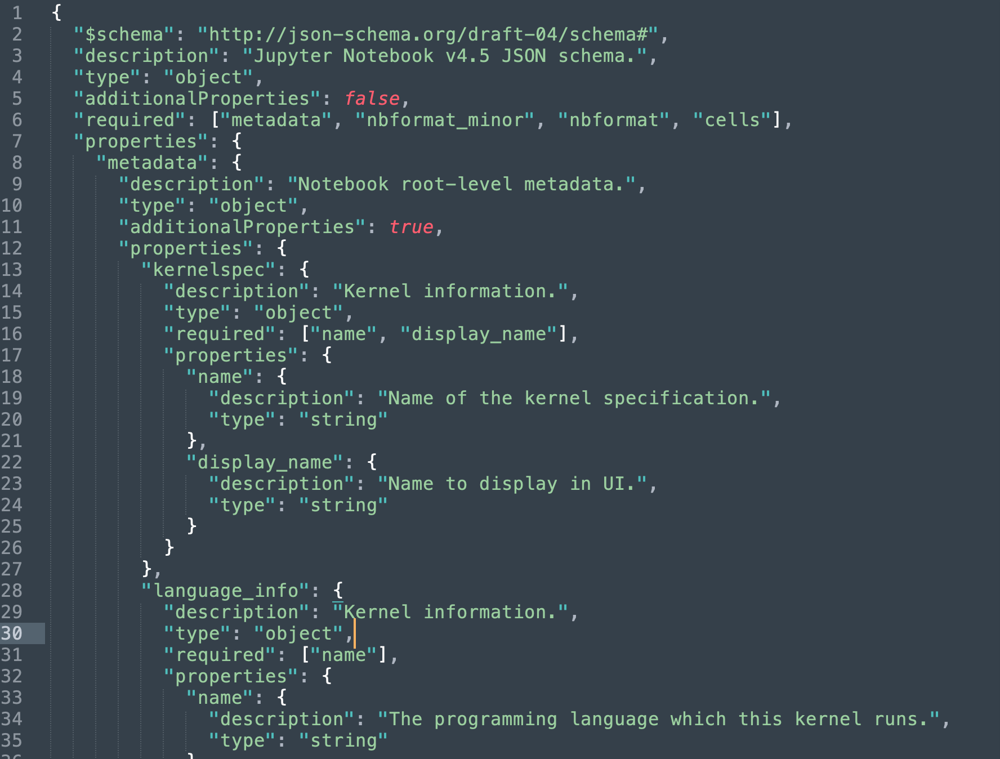 1 {
2   "$schema": "http://json-schema.org/draft-04/schema#",
3   "description": "Jupyter Notebook v4.5 JSON schema.",
4   "type": "object",
5   "additionalProperties": false,
6   "required": ["metadata", "nbformat_minor", "nbformat", "cells"],
7   "properties": {
8     "metadata": {
9       "description": "Notebook root-level metadata.",
10       "type": "object",
11       "additionalProperties": true,
12       "properties": {
13         "kernelspec": {
14           "description": "Kernel information.",
15           "type": "object",
16           "required": ["name", "display_name"],
17           "properties": {
18             "name": {
19               "description": "Name of the kernel specification.",
20               "type": "string"
21             },
22             "display_name": {
23               "description": "Name to display in UI.",
24               "type": "string"
25             }
26           }
27         },
28         "language_info": {
29           "description": "Kernel information.",
30           "type": "object",
31           "required": ["name"],
32           "properties": {
33             "name": {
34               "description": "The programming language which this kernel runs.",
35               "type": "string"